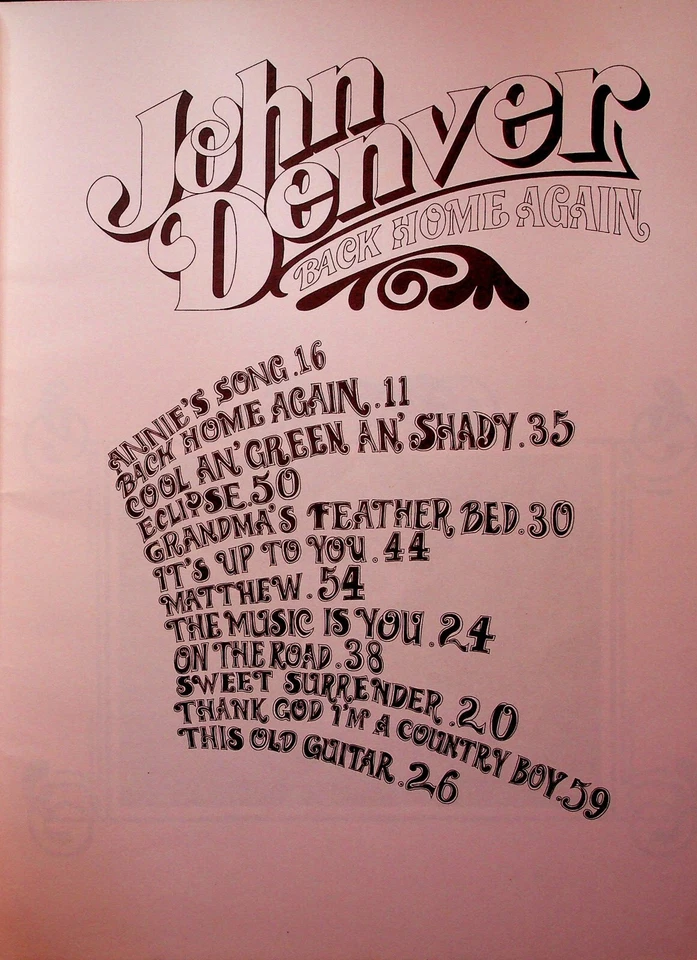 John
Denver
BACK HOME AGAIN
ANNIE'S SONG.16
BACK HOME AGAIN.11
COOL AN' GREEN AN' SHADY.35
ECLIPSE.50
GRANDMA'S FEATHER BED.30
IT'S UP TO YOU.44
MATTHEW.54
THE MUSIC IS YOU.24
ON THE ROAD.38
SWEET SURRENDER.20
THANK GOD I'M A COUNTRY BOY.59
THIS OLD GUITAR.26